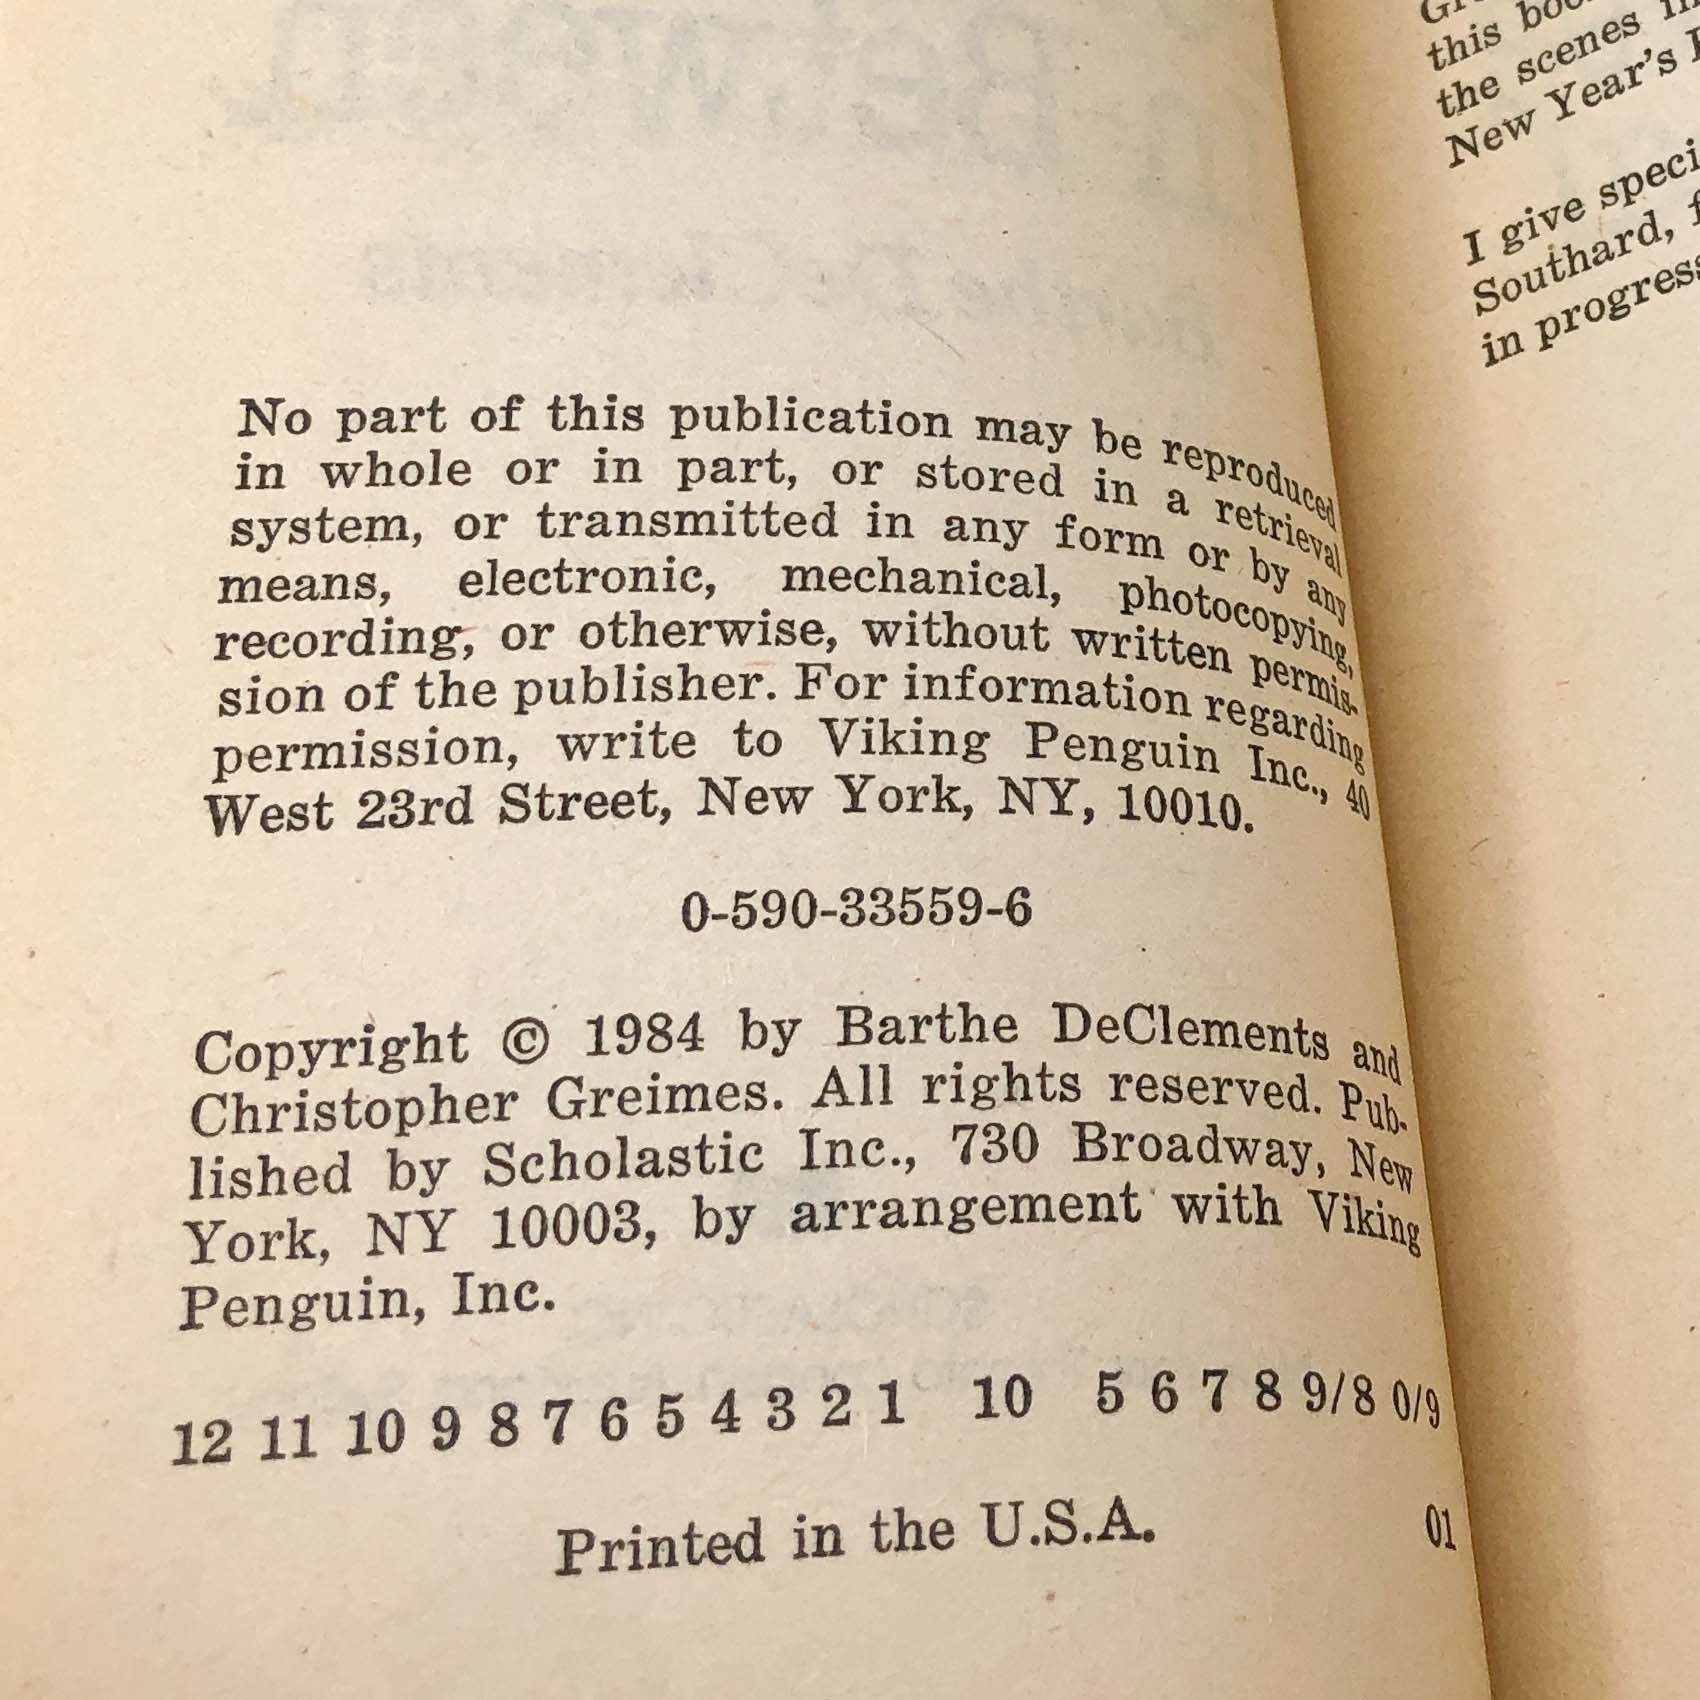 No part of this publication may be reproduced
in whole or in part, or stored in a retrieval
system, or transmitted in any form or by any
means, electronic, mechanical, photocopying,
recording, or otherwise, without written permis-
sion of the publisher. For information regarding
permission, write to Viking Penguin Inc., 40
West 23rd Street, New York, NY, 10010.
0-590-33559-6
Copyright © 1984 by Barthe DeClements and
Christopher Greimes. All rights reserved. Pub-
lished by Scholastic Inc., 730 Broadway, New
York, NY 10003, by arrangement with Viking
Penguin, Inc.
12 11 10 9 8 7 6 5 4 3 2 1 10 5 6 7 8 9/8 0/9
Printed in the U.S.A. 01
this
the scenes
New Year's
I give
Southard,
in